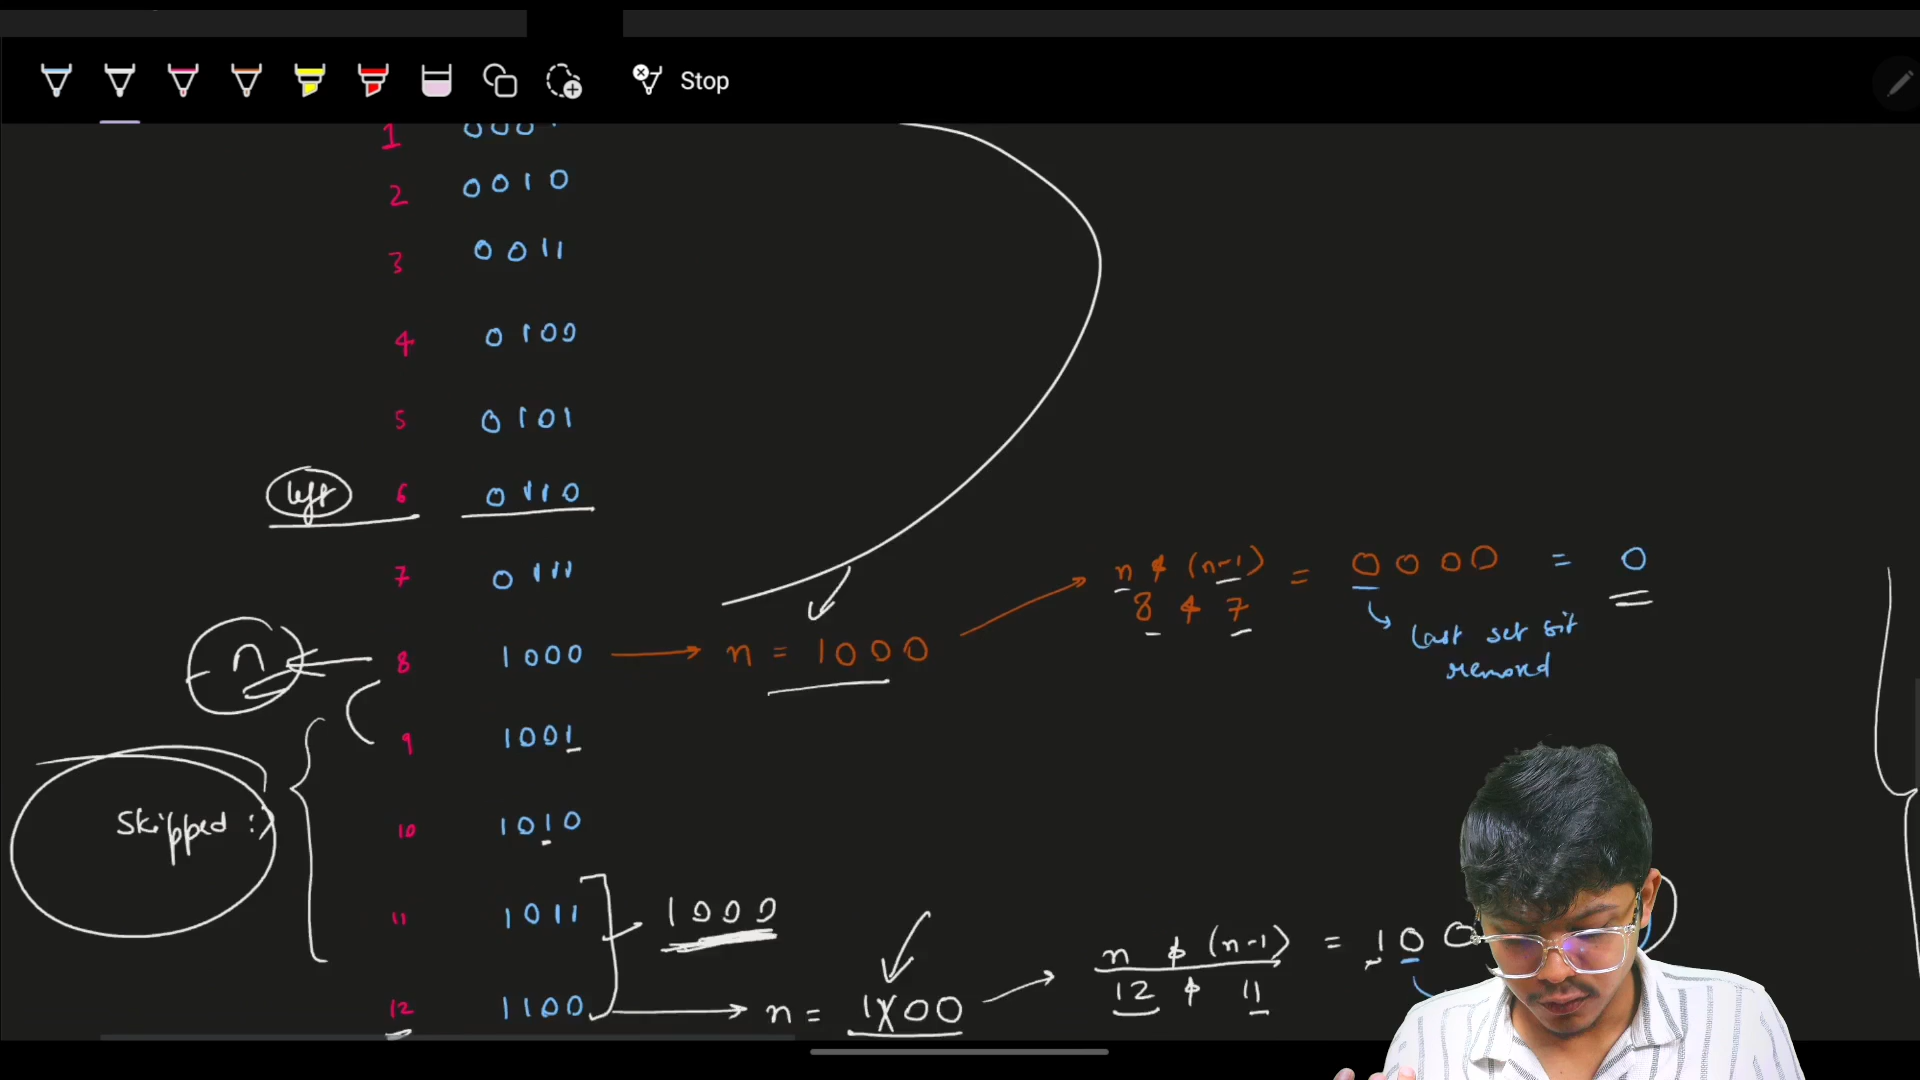 Stop
1 000
2 0010
3 0011
4 0100
5 0101
left 6 0110
7 0111
n & (n-1) = 0000 = 0
8 & 7
Last set bit
removed
n 8 1000 n = 1000
9 1001
Skipped :) 10 1010
11 1011 1000
n & (n-1) = 100
12 & 11
12 1100 n = 1100